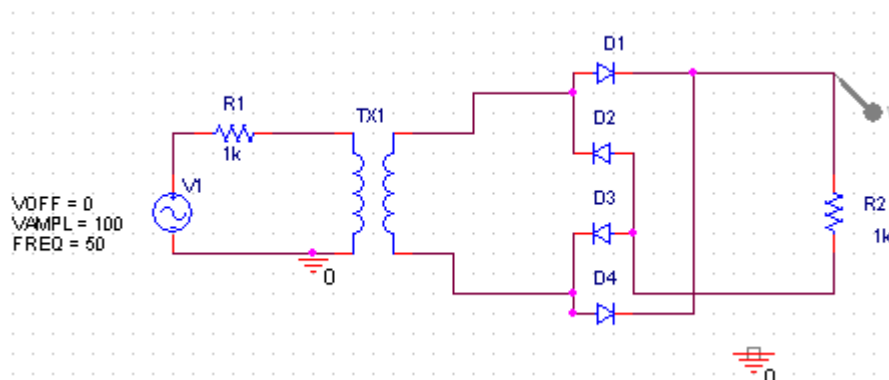 D1
R1
TX1
D2
1k
V1
VOFF = 0
VAMPL = 100
FREQ = 50
D3
R2
1k
0
D4
0